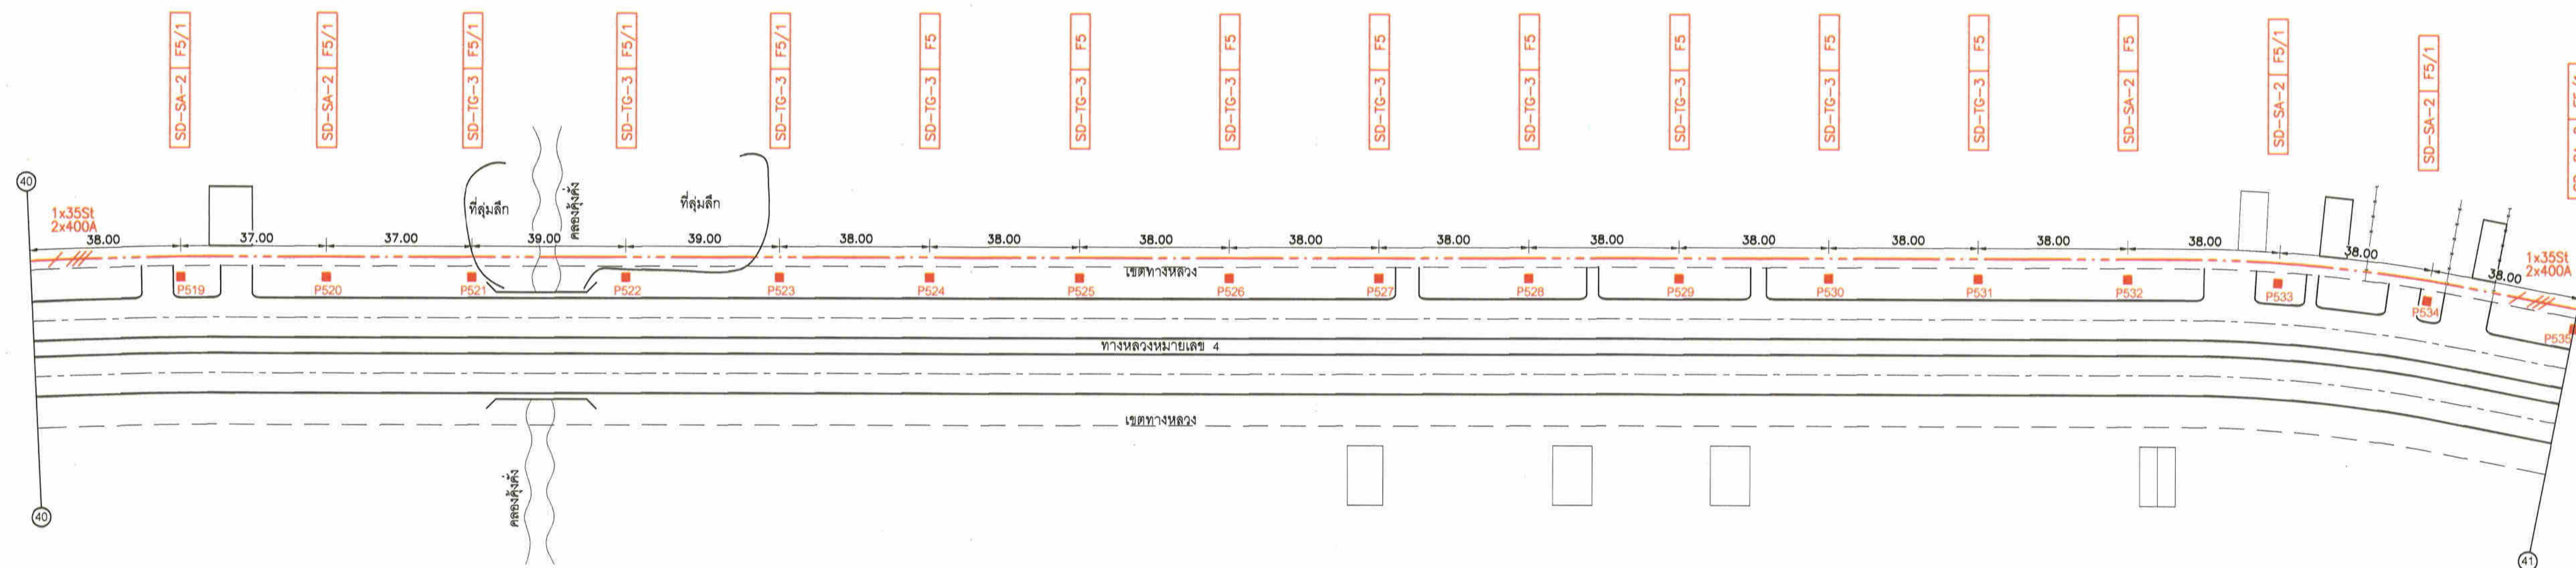 SD-SA-2 F5/1
SD-SA-2 F5/1
SD-TG-3 F5/1
SD-TG-3 F5/1
SD-TG-3 F5/1
SD-TG-3 F5
SD-TG-3 F5
SD-TG-3 F5
SD-TG-3 F5
SD-TG-3 F5
SD-TG-3 F5
SD-TG-3 F5
SD-TG-3 F5
SD-SA-2 F5
SD-SA-2 F5/1
SD-SA-2 F5/1
40
1x35St
2x400A
ที่ลุ่มลึก
คลองคุ้งคั้ง
ที่ลุ่มลึก
38.00
37.00
37.00
39.00
39.00
38.00
38.00
38.00
38.00
38.00
38.00
38.00
38.00
38.00
38.00
38.00
38.00
1x35St
2x400A
เขตทางหลวง
P519
P520
P521
P522
P523
P524
P525
P526
P527
P528
P529
P530
P531
P532
P533
P534
P535
ทางหลวงหมายเลข 4
เขตทางหลวง
คลองคุ้งคั้ง
40
41